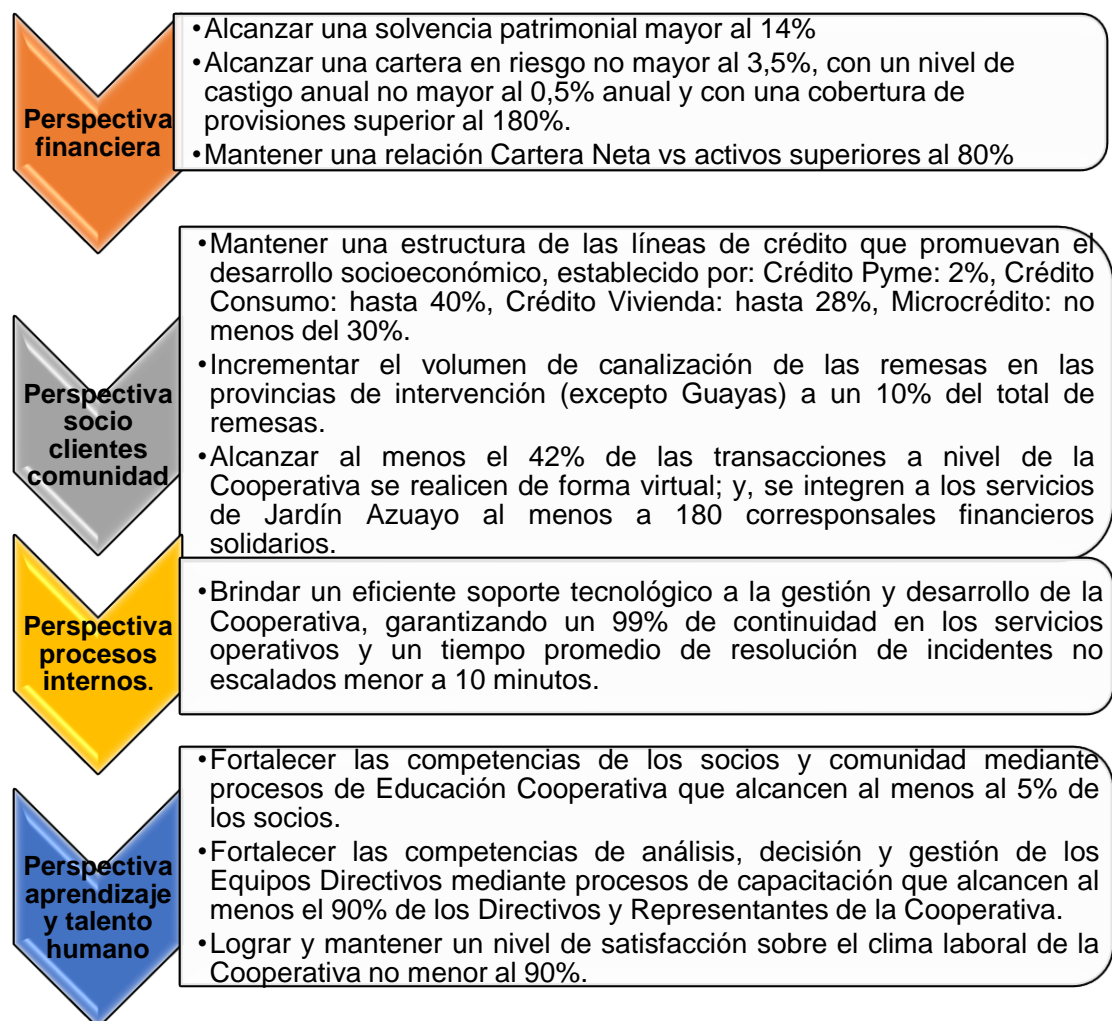 Perspectiva
financiera
•Alcanzar una solvencia patrimonial mayor al 14%
•Alcanzar una cartera en riesgo no mayor al 3,5%, con un nivel de
castigo anual no mayor al 0,5% anual y con una cobertura de
provisiones superior al 180%.
•Mantener una relación Cartera Neta vs activos superiores al 80%
Perspectiva
socio
clientes
comunidad
•Mantener una estructura de las líneas de crédito que promuevan el
desarrollo socioeconómico, establecido por: Crédito Pyme: 2%, Crédito
Consumo: hasta 40%, Crédito Vivienda: hasta 28%, Microcrédito: no
menos del 30%.
•Incrementar el volumen de canalización de las remesas en las
provincias de intervención (excepto Guayas) a un 10% del total de
remesas.
•Alcanzar al menos el 42% de las transacciones a nivel de la
Cooperativa se realicen de forma virtual; y, se integren a los servicios
de Jardín Azuayo al menos a 180 corresponsales financieros
solidarios.
Perspectiva
procesos
internos.
•Brindar un eficiente soporte tecnológico a la gestión y desarrollo de la
Cooperativa, garantizando un 99% de continuidad en los servicios
operativos y un tiempo promedio de resolución de incidentes no
escalados menor a 10 minutos.
Perspectiva
aprendizaje
y talento
humano
•Fortalecer las competencias de los socios y comunidad mediante
procesos de Educación Cooperativa que alcancen al menos al 5% de
los socios.
•Fortalecer las competencias de análisis, decisión y gestión de los
Equipos Directivos mediante procesos de capacitación que alcancen al
menos el 90% de los Directivos y Representantes de la Cooperativa.
•Lograr y mantener un nivel de satisfacción sobre el clima laboral de la
Cooperativa no menor al 90%.